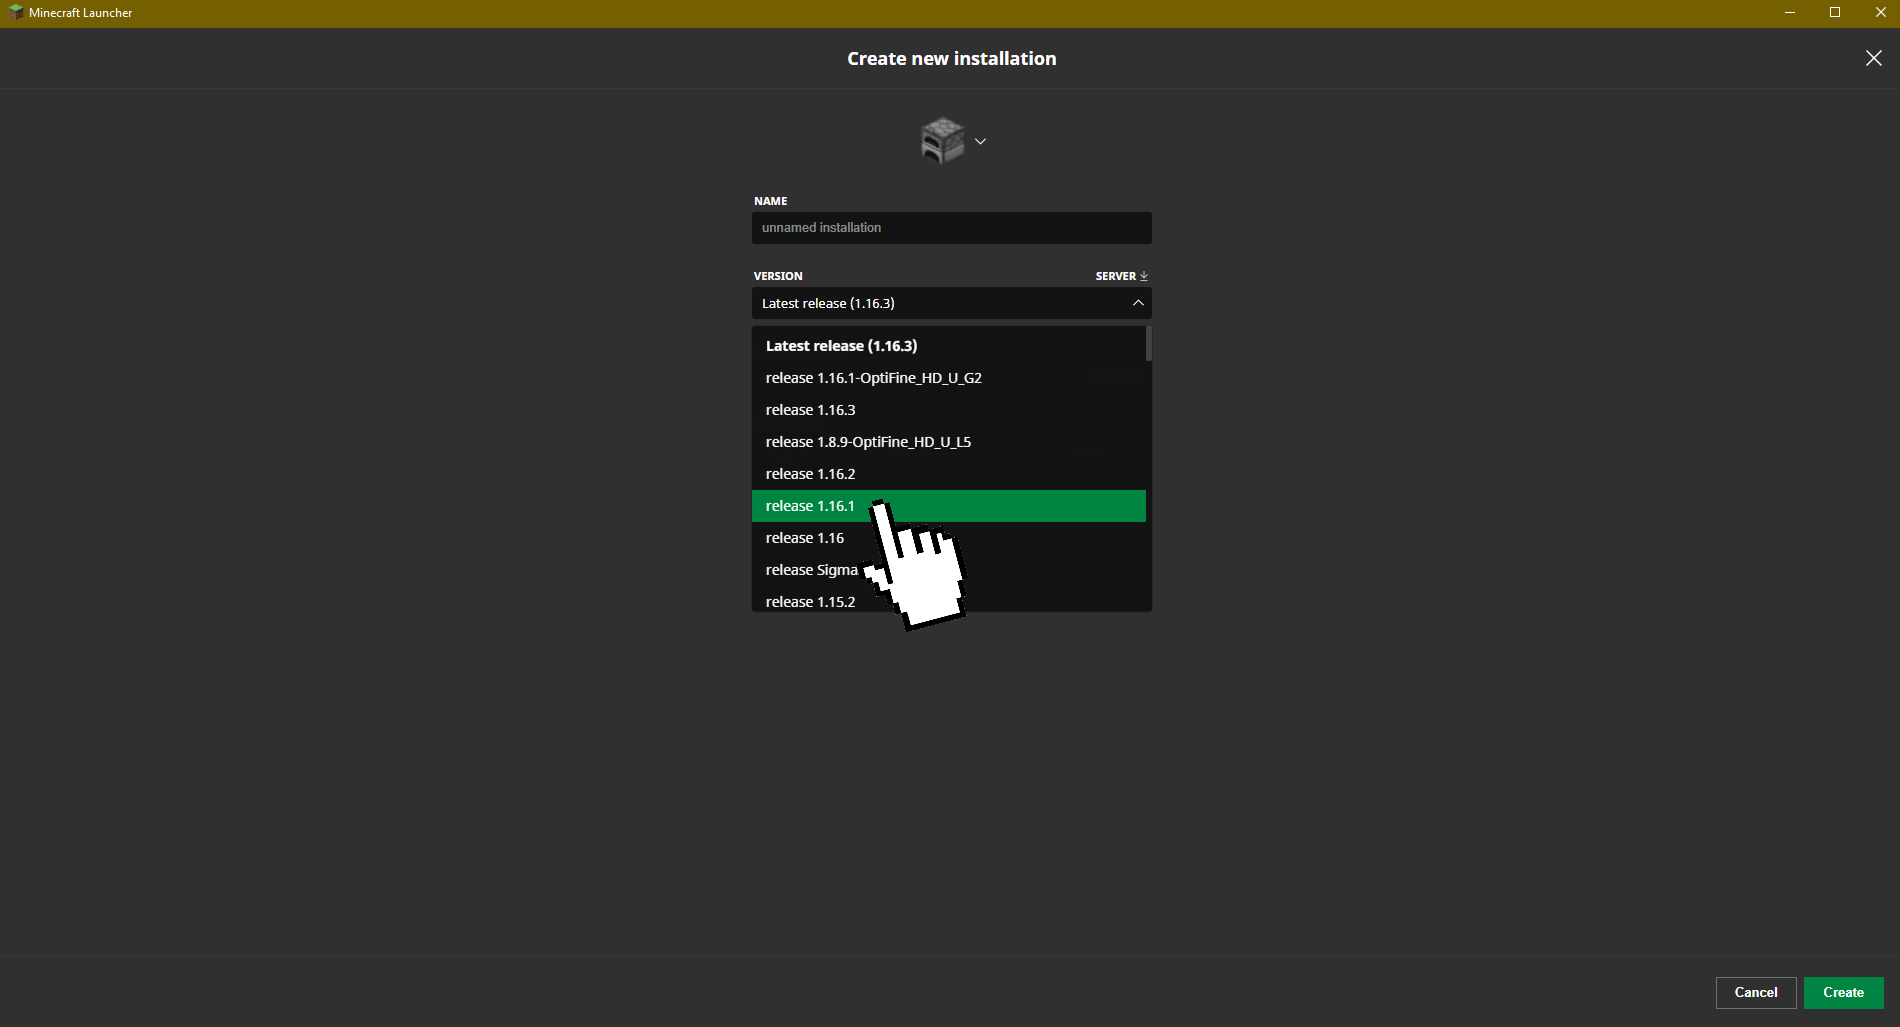 Minecraft Launcher
Create new installation
NAME
unnamed installation
VERSION
SERVER
Latest release (1.16.3)
Latest release (1.16.3)
release 1.16.1-OptiFine_HD_U_G2
release 1.16.3
release 1.8.9-OptiFine_HD_U_L5
release 1.16.2
release 1.16.1
release 1.16
release Sigma
release 1.15.2
Cancel
Create